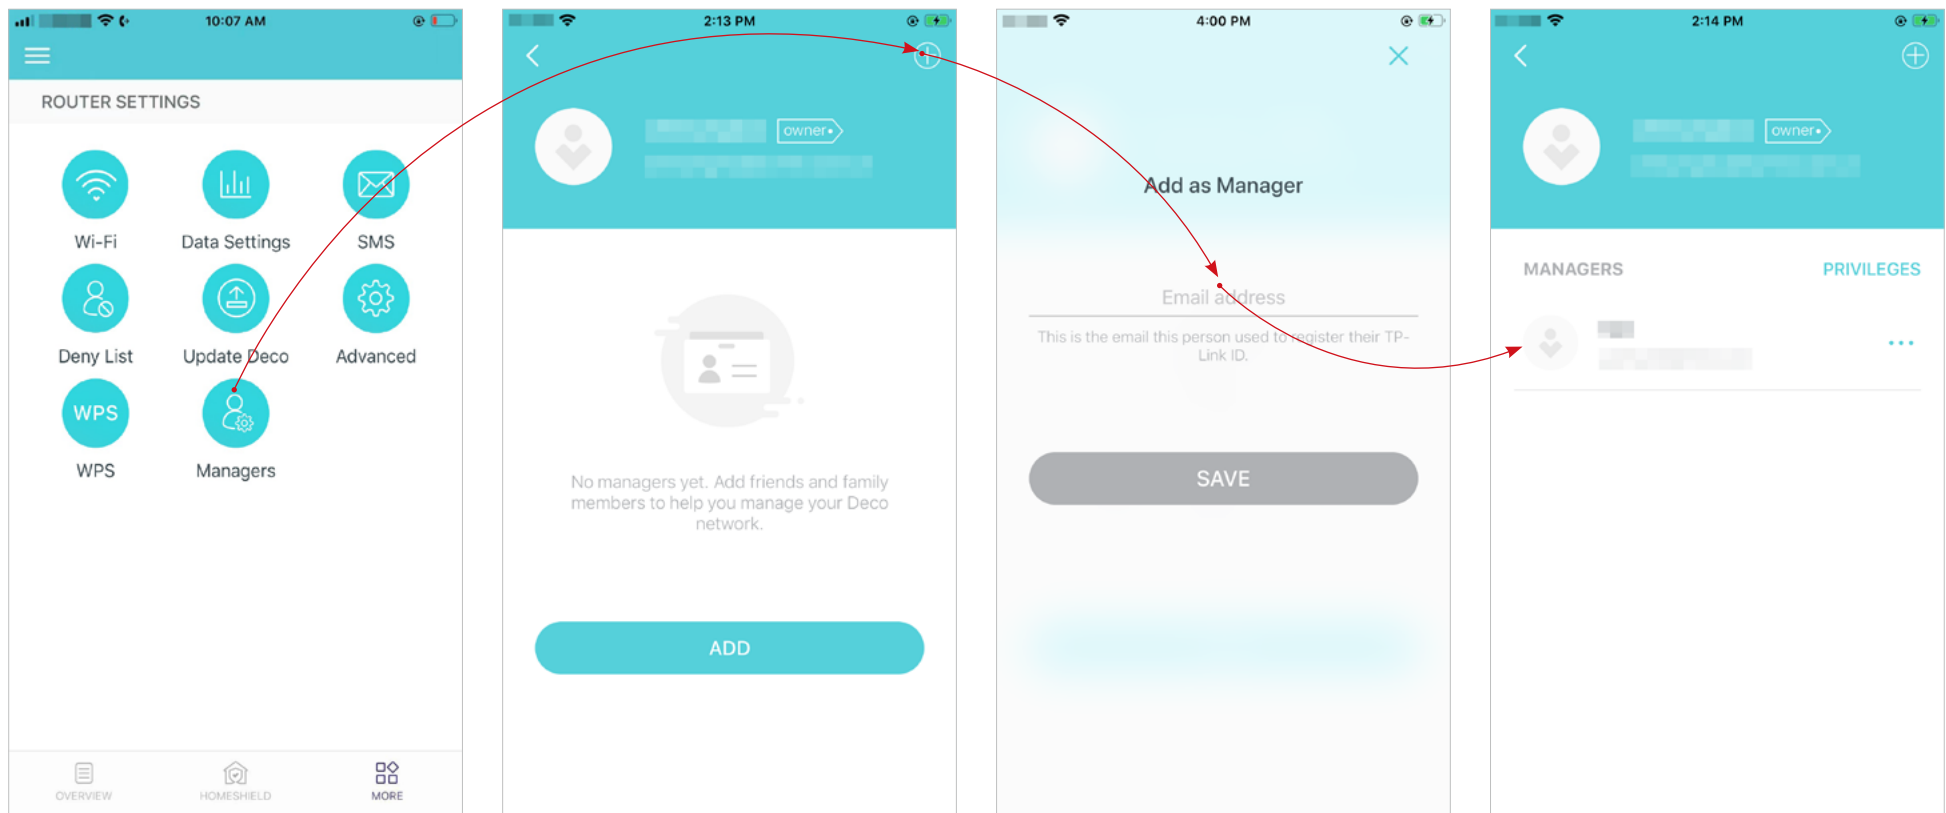 10:07 AM
ROUTER SETTINGS
Wi-Fi
Data Settings
SMS
Deny List
Update Deco
Advanced
WPS
WPS
Managers
OVERVIEW
HOMESHIELD
MORE
2:13 PM
owner
No managers yet. Add friends and family
members to help you manage your Deco
network.
ADD
4:00 PM
Add as Manager
Email address
This is the email this person used to register their TP-
Link ID.
SAVE
2:14 PM
owner
MANAGERS
PRIVILEGES